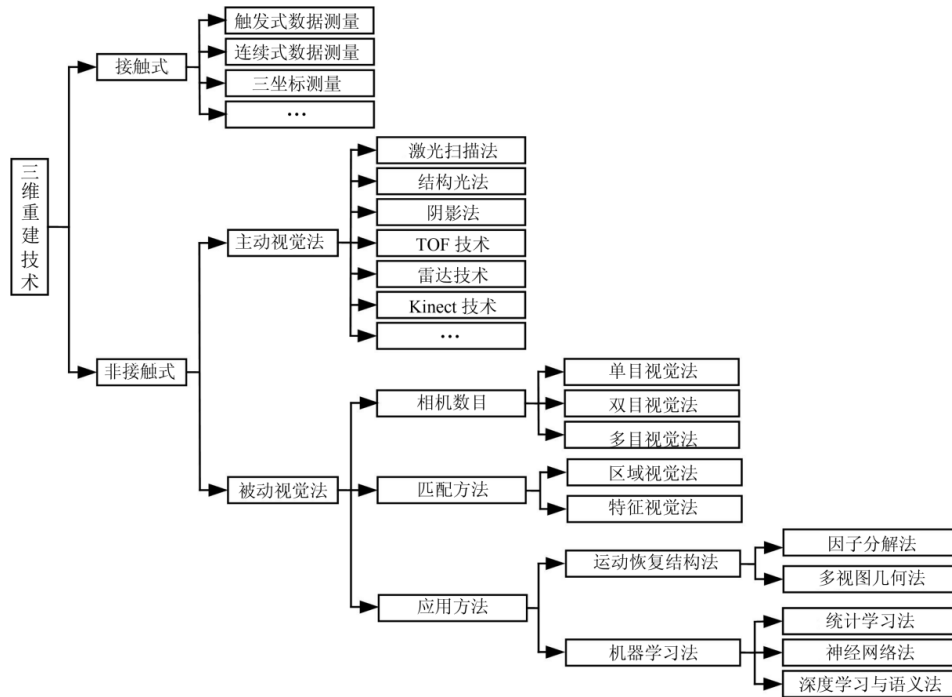 三维重建技术
接触式
触发式数据测量
连续式数据测量
三坐标测量
…
非接触式
主动视觉法
激光扫描法
结构光法
阴影法
TOF 技术
雷达技术
Kinect 技术
…
被动视觉法
相机数目
单目视觉法
双目视觉法
多目视觉法
匹配方法
区域视觉法
特征视觉法
应用方法
运动恢复结构法
因子分解法
多视图几何法
机器学习法
统计学习法
神经网络法
深度学习与语义法